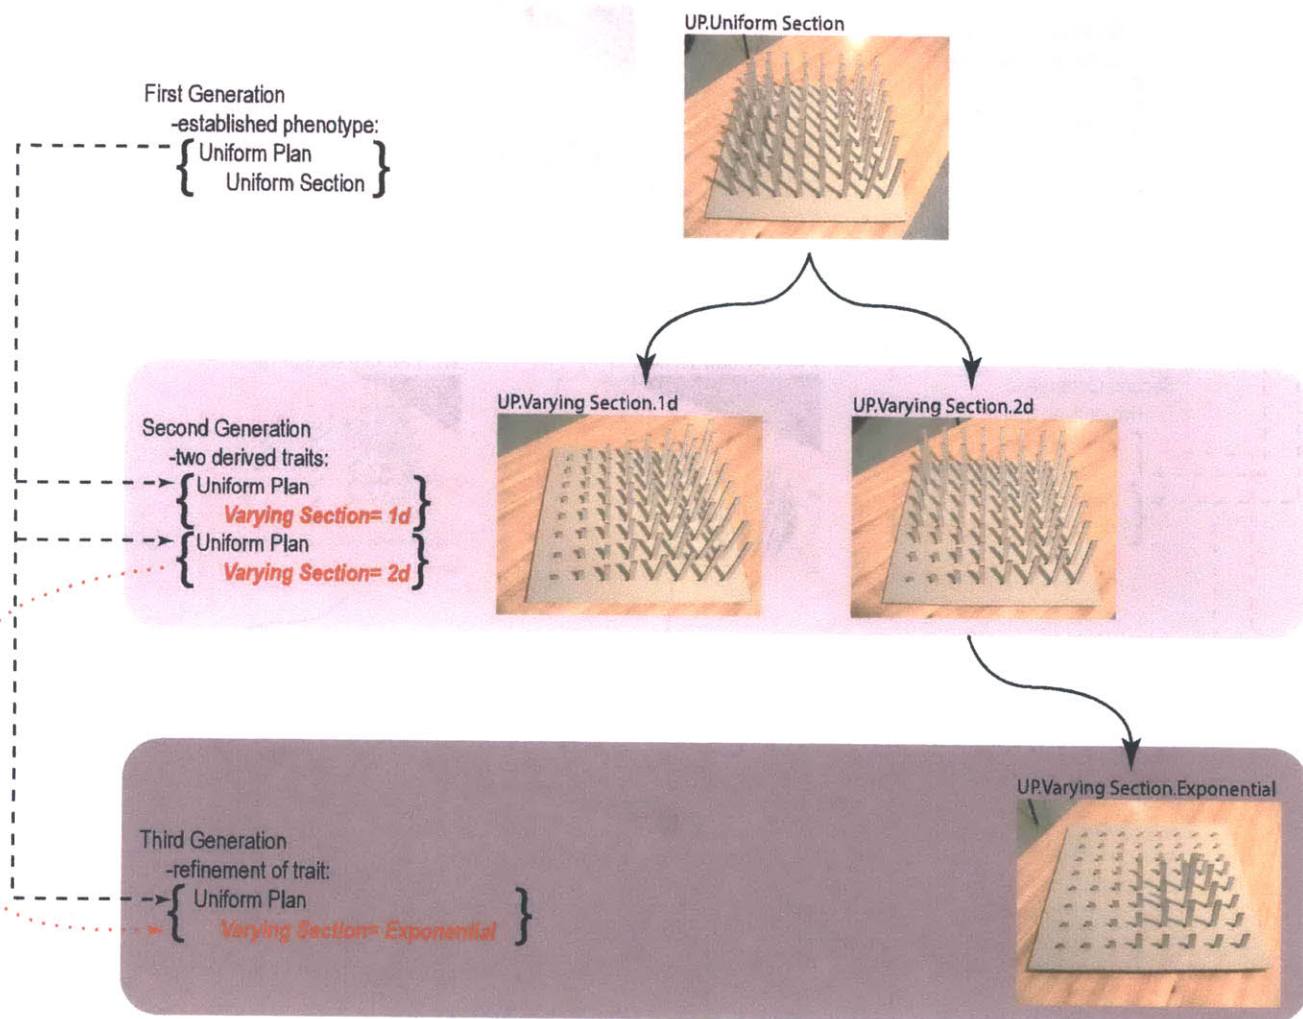 UP.Uniform Section
First Generation
-established phenotype:
{ Uniform Plan
Uniform Section }
UP.Varying Section.1d
UP.Varying Section.2d
Second Generation
-two derived traits:
{ Uniform Plan
Varying Section= 1d }
{ Uniform Plan
Varying Section= 2d }
UP.Varying Section.Exponential
Third Generation
-refinement of trait:
{ Uniform Plan
Varying Section= Exponential }